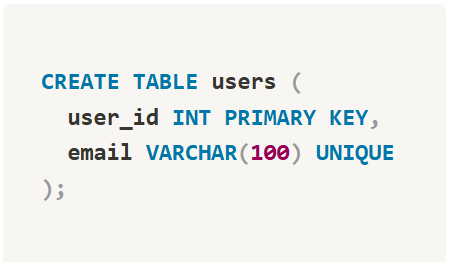 CREATE TABLE users (
  user_id INT PRIMARY KEY,
  email VARCHAR(100) UNIQUE
);